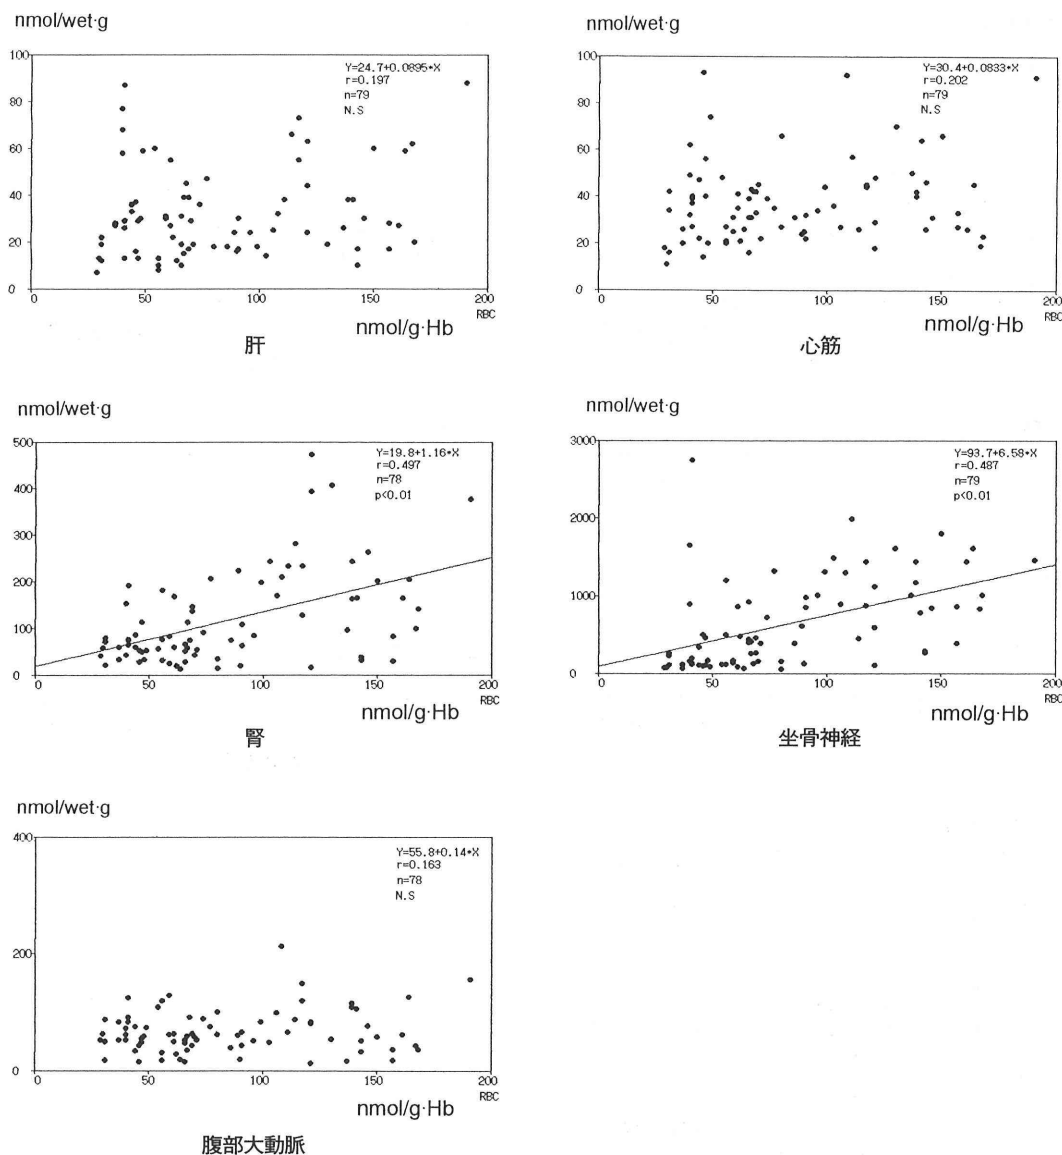 nmol/wet·g
100
80
60
40
20
0
0
50
100
150
200
RBC
Y=24.7+0.0895*X
r=0.197
n=79
N.S
nmol/g·Hb
肝
nmol/wet·g
100
80
60
40
20
0
0
50
100
150
200
RBC
Y=30.4+0.0833*X
r=0.202
n=79
N.S
nmol/g·Hb
心筋
nmol/wet·g
500
400
300
200
100
0
0
50
100
150
200
RBC
Y=19.8+1.16*X
r=0.497
n=78
p<0.01
nmol/g·Hb
腎
nmol/wet·g
3000
2000
1000
0
0
50
100
150
200
RBC
Y=93.7+6.58*X
r=0.487
n=79
p<0.01
nmol/g·Hb
坐骨神経
nmol/wet·g
400
200
0
0
50
100
150
200
RBC
Y=55.8+0.14*X
r=0.163
n=78
N.S
nmol/g·Hb
腹部大動脈